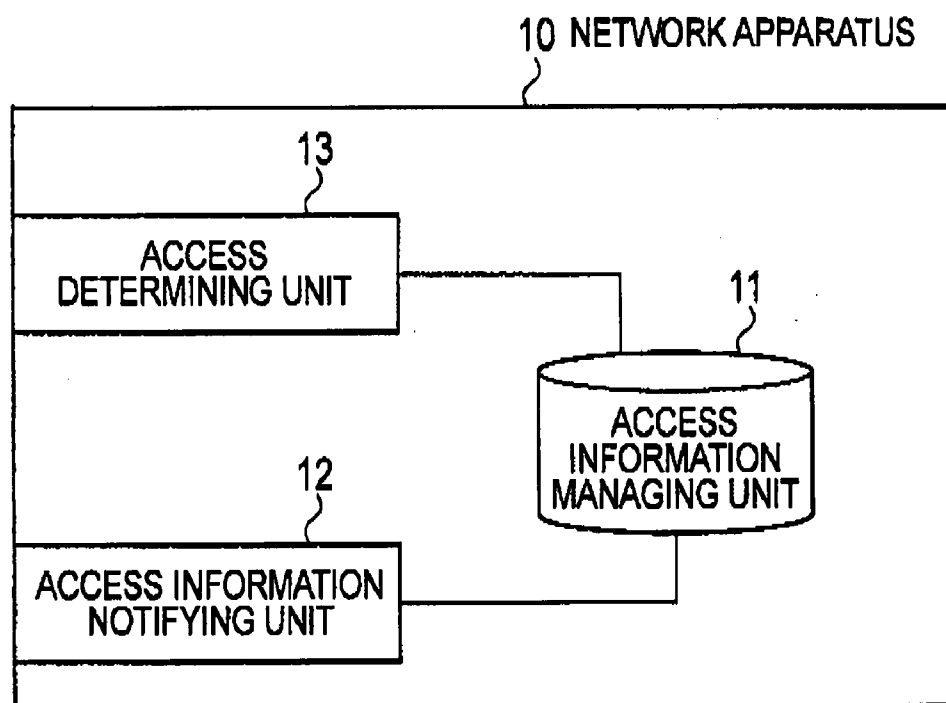 10 NETWORK APPARATUS
13
ACCESS
DETERMINING UNIT
11
ACCESS
INFORMATION
MANAGING UNIT
12
ACCESS INFORMATION
NOTIFYING UNIT